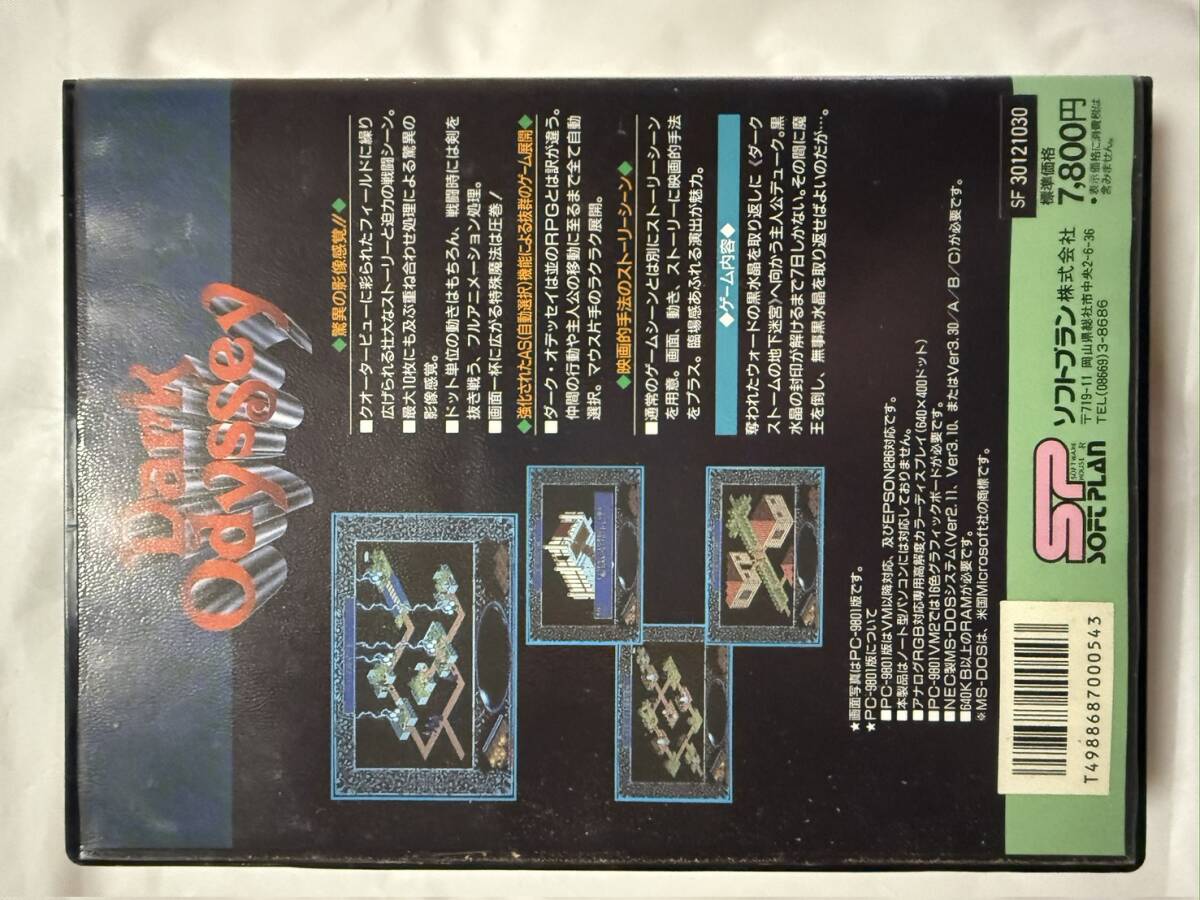 Dark
Odyssey
◆驚異の影像感覚!!◆
■クオータービューに彩られたフィールドに繰り
広げられる壮大なストーリーと迫力の戦闘シーン。
■最大10枚にも及ぶ重ね合わせ処理による驚異の
影像感覚。
■ドット単位の動きはもちろん、戦闘時には剣を
抜き戦う、フルアニメーション処理。
■画面一杯に広がる特殊魔法は圧巻!
◆強化されたAS(自動選択)機能による抜群のゲーム展開◆
■ダーク・オデッセイは並のRPGとは訳が違う。
仲間の行動や主人公の移動に至るまで全て自動
選択。マウス片手のラクラク展開。
◆映画的手法のストーリーシーン◆
■通常のゲームシーンとは別にストーリーシーン
を用意。画面、動き、ストーリーに映画的手法
をプラス。臨場感あふれる演出が魅力。
◆ゲーム内容◆
奪われたウォードの黒水晶を取り返しに《ダーク
ストームの地下迷宮》へ向かう主人公デューク。黒
水晶の封印が解けるまで7日しかない。その間に魔
王を倒し、無事黒水晶を取り返せばよいのだが…。
★画面写真はPC-9801版です。
★PC-9801版について
■PC-9801版はVM以降対応、及びEPSON286対応です。
■本製品はノート型パソコンには対応しておりません。
■アナログRGB対応専用高解度カラーディスプレイ(640×400ドット)
■PC-9801VM2では16色グラフィックボードが必要です。
■NEC製MS-DOSシステム(Ver2.11、Ver3.10、またはVer3.30/A/B/C)が必要です。
■640KB以上のRAMが必要です。
※MS-DOSは、米国Microsoft社の商標です。
T4988687000543
SP
SOFTWARE
HOUSE JR
SOFT PLAN
ソフトプラン株式会社
〒719-11 岡山県総社市中央2-6-36
TEL.(08669)3-8686
SF 30121030
標準価格
7,800円
•表示価格に消費税は
含みません。